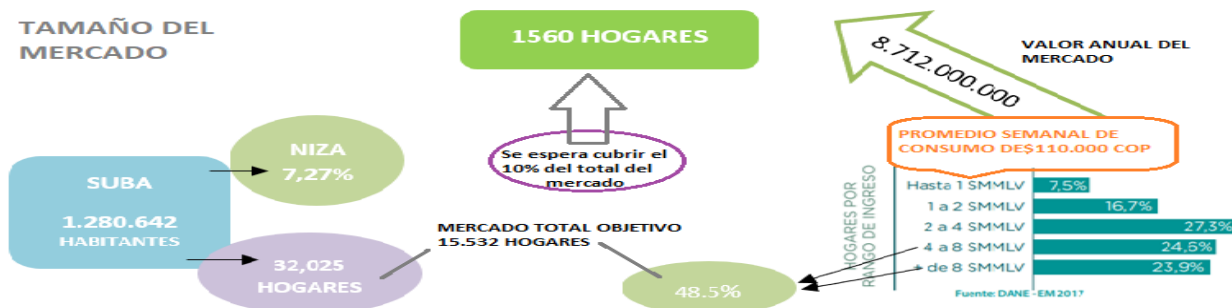 TAMAÑO DEL
MERCADO
1560 HOGARES
8.712.000.000
VALOR ANUAL DEL
MERCADO
PROMEDIO SEMANAL DE
CONSUMO DE$110.000 COP
Se espera cubrir el
10% del total del
mercado
NIZA
7,27%
SUBA
1.280.642
HABITANTES
32,025
HOGARES
MERCADO TOTAL OBJETIVO
15.532 HOGARES
48.5%
HOGARES POR
RANGO DE INGRESO
Hasta 1 SMMLV 7,5%
1 a 2 SMMLV 16,7%
2 a 4 SMMLV 27,3%
4 a 8 SMMLV 24,6%
+ de 8 SMMLV 23,9%
Fuente: DANE - EM 2017